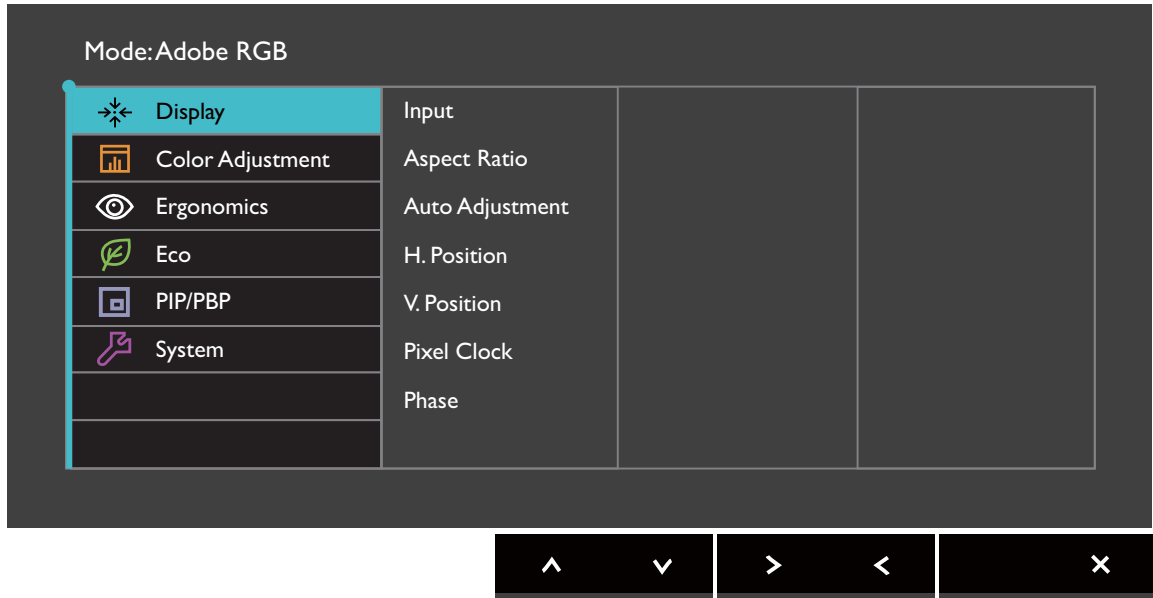 Mode: Adobe RGB
Display
Color Adjustment
Ergonomics
Eco
PIP/PBP
System
Input
Aspect Ratio
Auto Adjustment
H. Position
V. Position
Pixel Clock
Phase